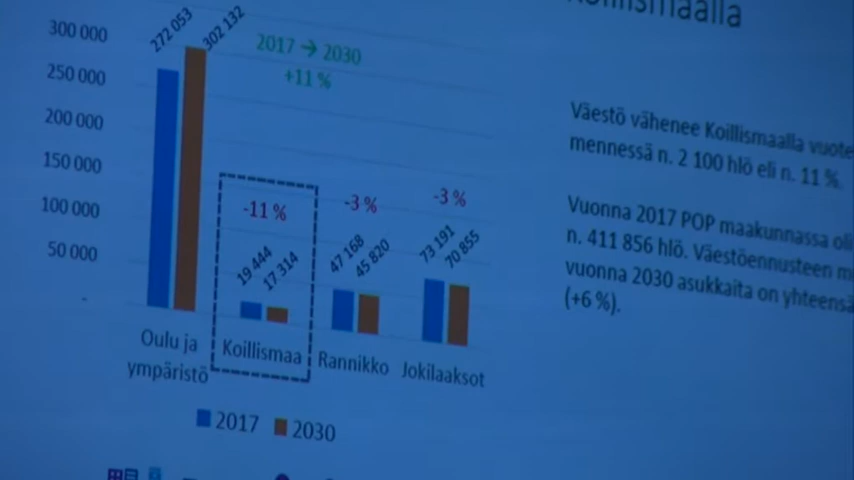 300 000
250 000
200 000
150 000
100 000
50 000
-
272 053
302 132
2017 → 2030
+11 %
-11 %
19 444
17 314
-3 %
47 168
45 820
-3 %
73 191
70 855
Oulu ja
ympäristö
Koillismaa
Rannikko
Jokilaaksot
2017
2030
Väestö vähenee Koillismaalla
mennessä n. 2 100 hlö eli n. 11 %.
Vuonna 2017 POP maakunnassa
n. 411 856 hlö. Väestöennusteen
vuonna 2030 asukkaita on yhteensä
(+6 %).